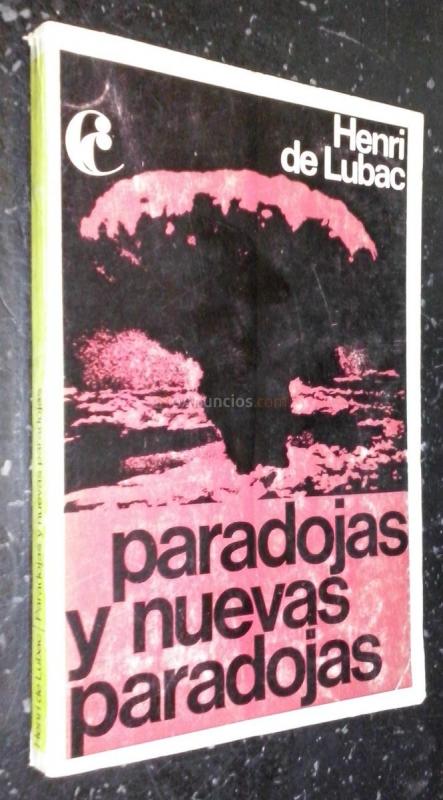 Henri
de Lubac
paradojas
y nuevas
paradojas
Henri de Lubac / Paradojas y nuevas paradojas